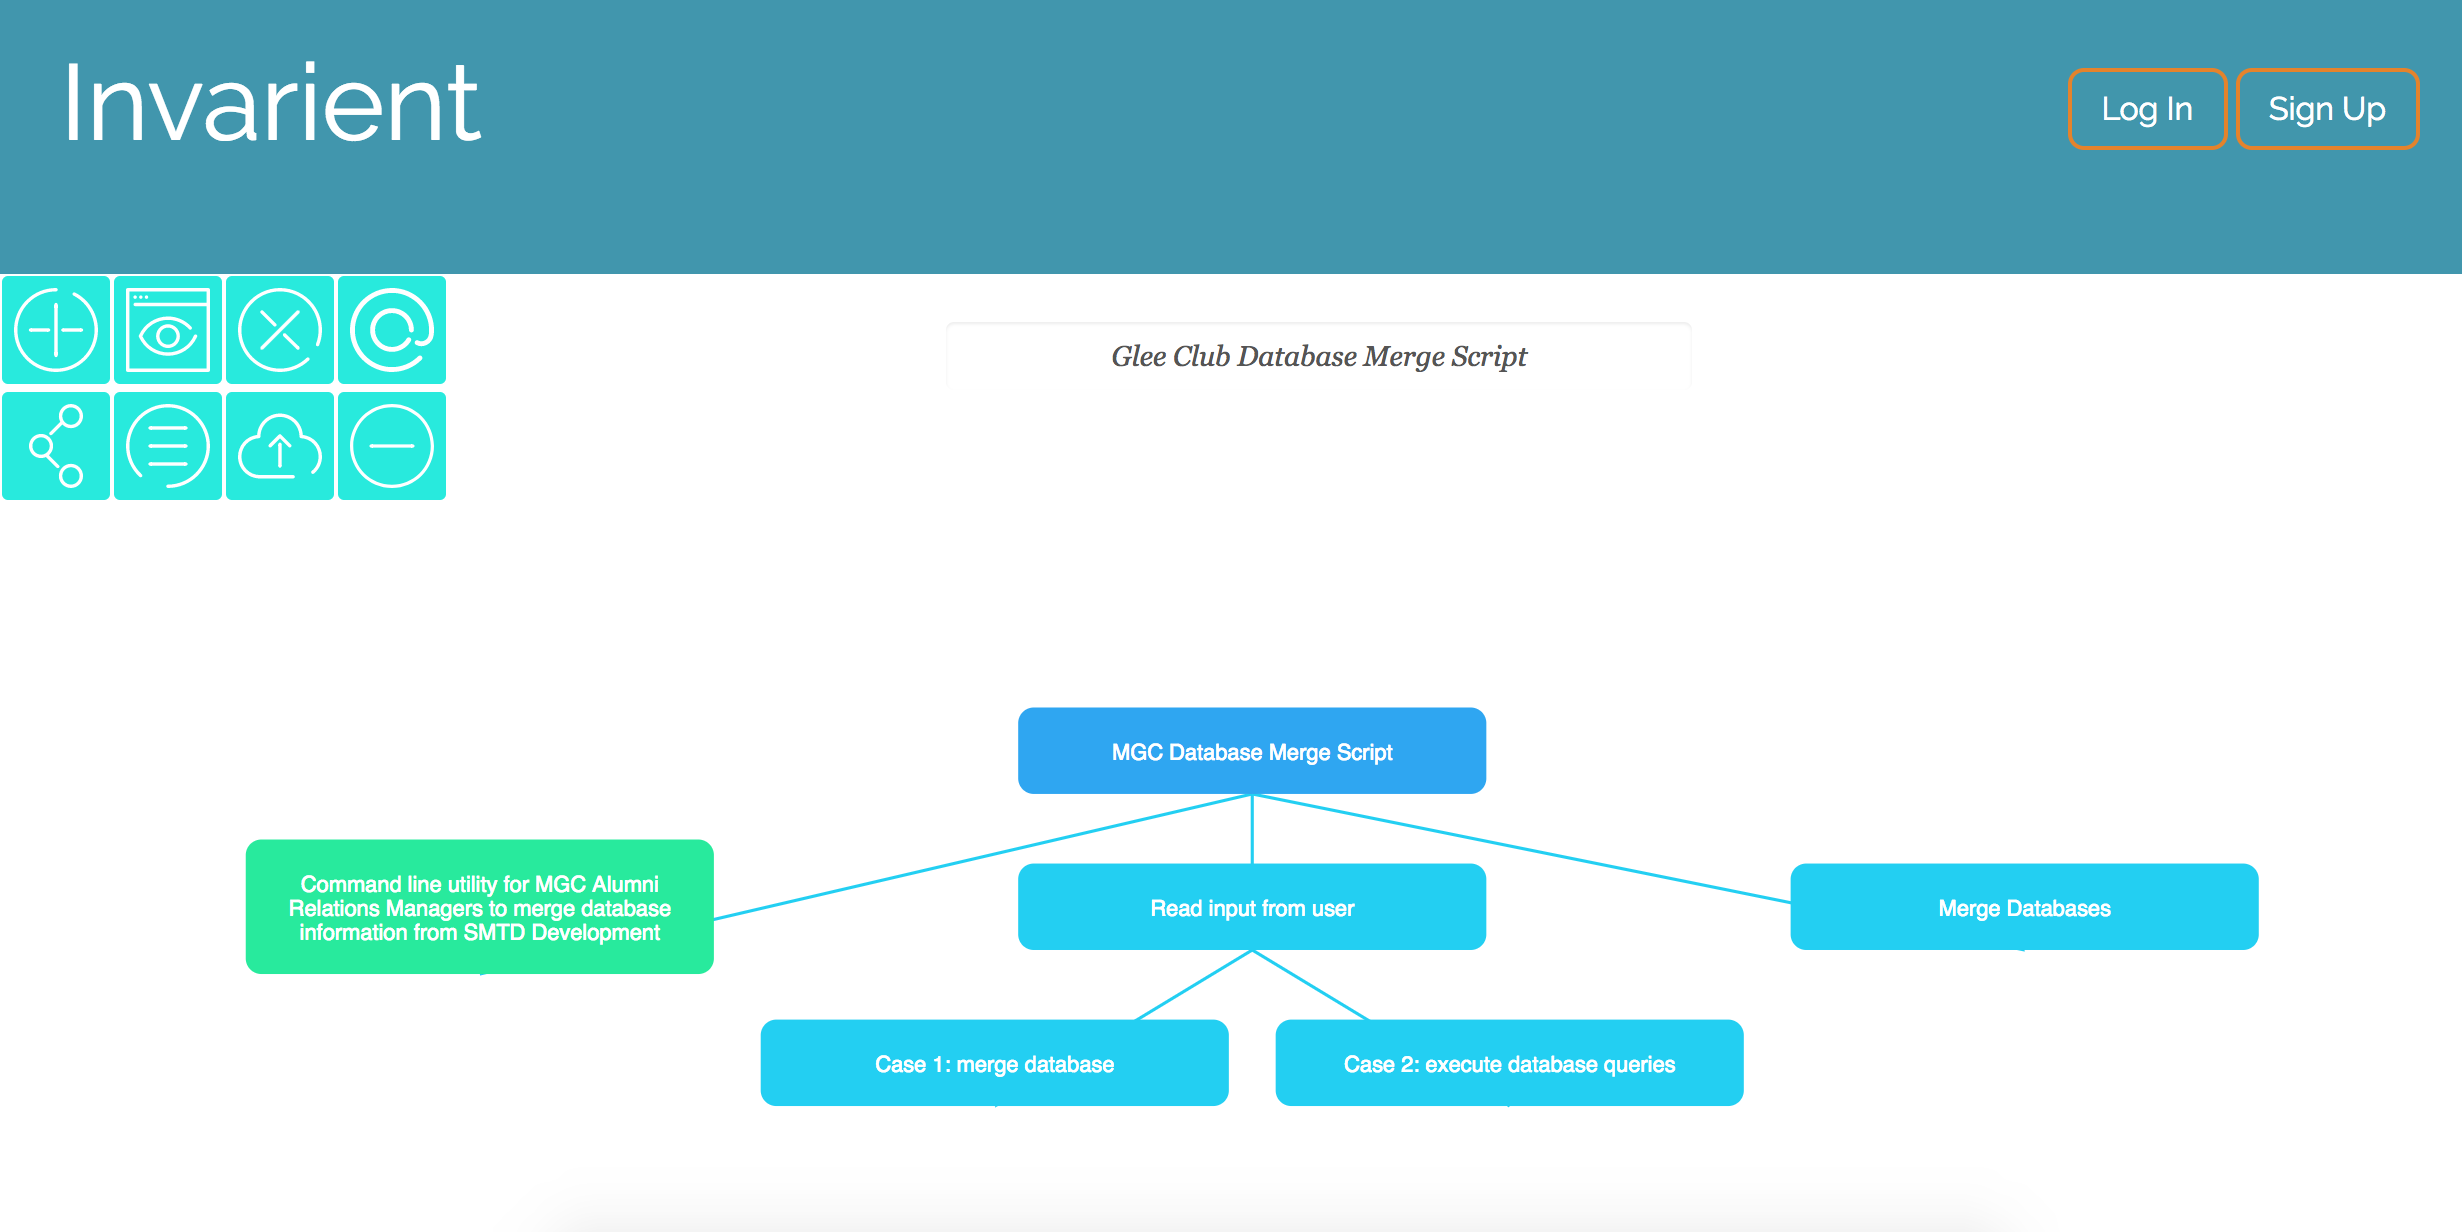 Invarient
Log In
Sign Up
Glee Club Database Merge Script
MGC Database Merge Script
Command line utility for MGC Alumni
Relations Managers to merge database
information from SMTD Development
Read input from user
Merge Databases
Case 1: merge database
Case 2: execute database queries